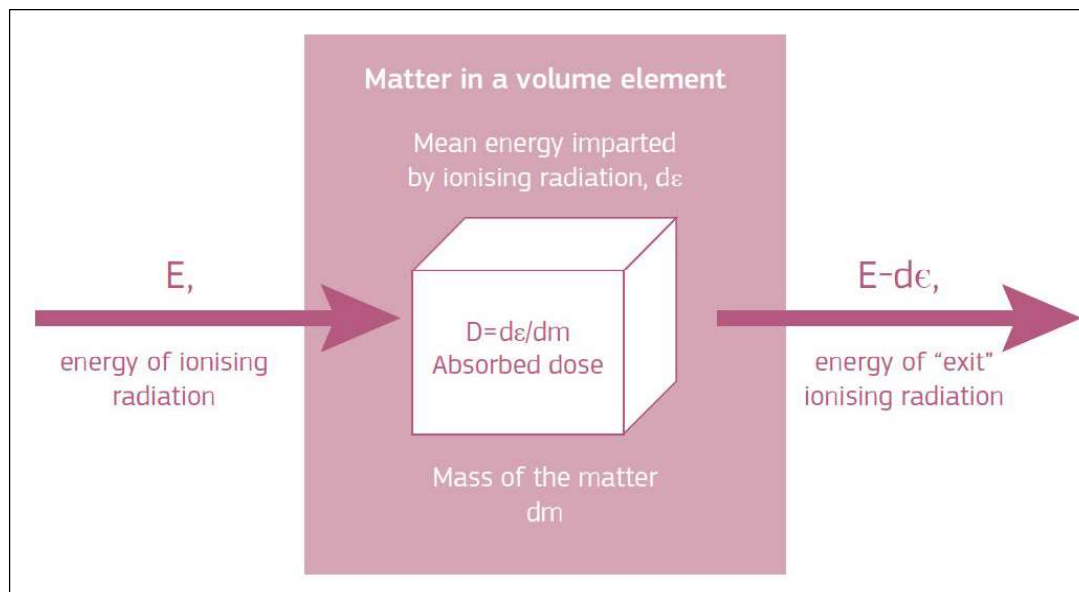 Matter in a volume element
Mean energy imparted
by ionising radiation, dε
E,
energy of ionising
radiation
D=dε/dm
Absorbed dose
E-dϵ,
energy of “exit”
ionising radiation
Mass of the matter
dm